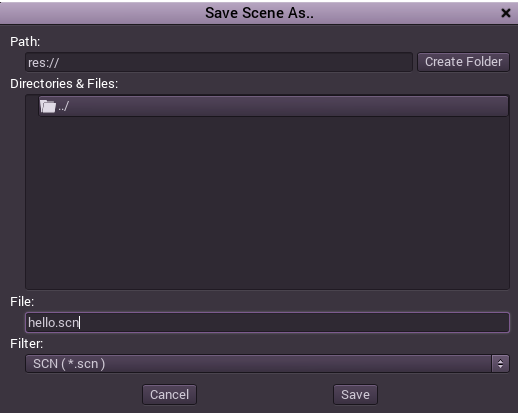 Save Scene As..
Path:
res://
Create Folder
Directories & Files:
../
File:
hello.scn
Filter:
SCN ( *.scn )
Cancel
Save